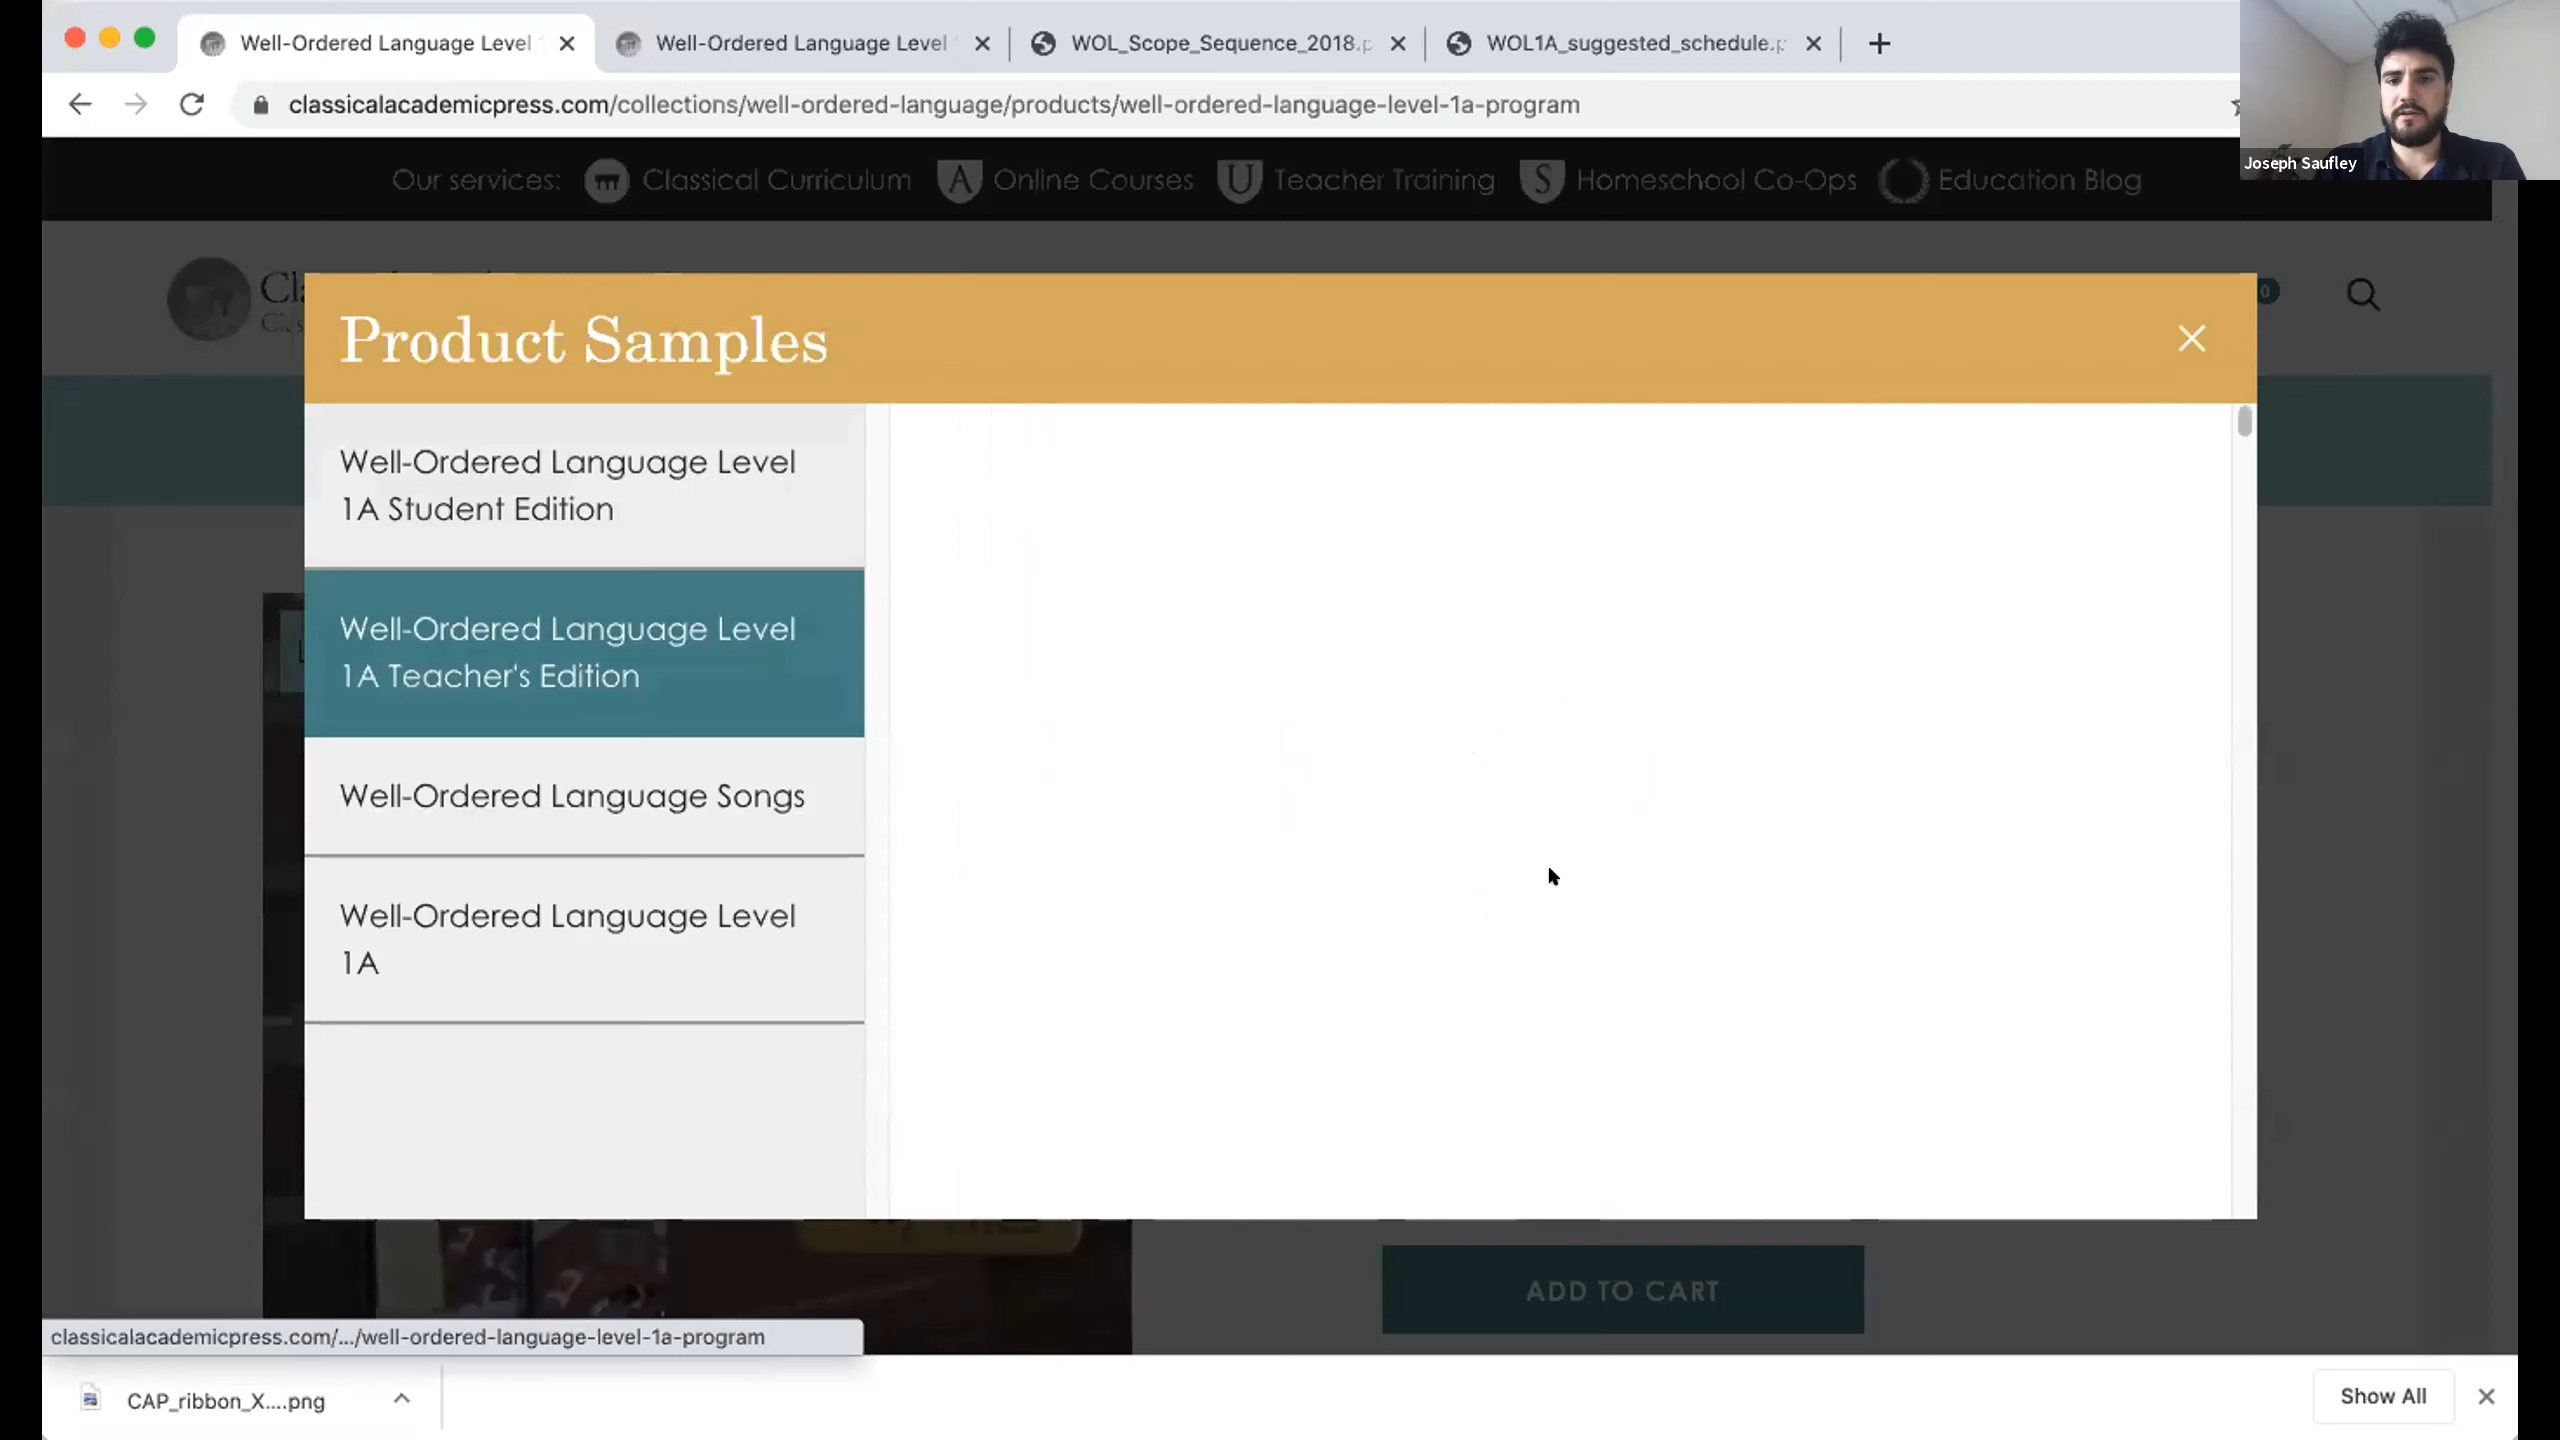 Well-Ordered Language Level
Well-Ordered Language Level
WOL_Scope_Sequence_2018.p
WOL1A_suggested_schedule.p
classicalacademicpress.com/collections/well-ordered-language/products/well-ordered-language-level-1a-program
Joseph Saufley
Our services: Classical Curriculum A Online Courses U Teacher Training S Homeschool Co-Ops Education Blog
0
Product Samples
Well-Ordered Language Level
1A Student Edition
Well-Ordered Language Level
1A Teacher's Edition
Well-Ordered Language Songs
Well-Ordered Language Level
1A
ADD TO CART
classicalacademicpress.com/.../well-ordered-language-level-1a-program
CAP_ribbon_X....png
Show All